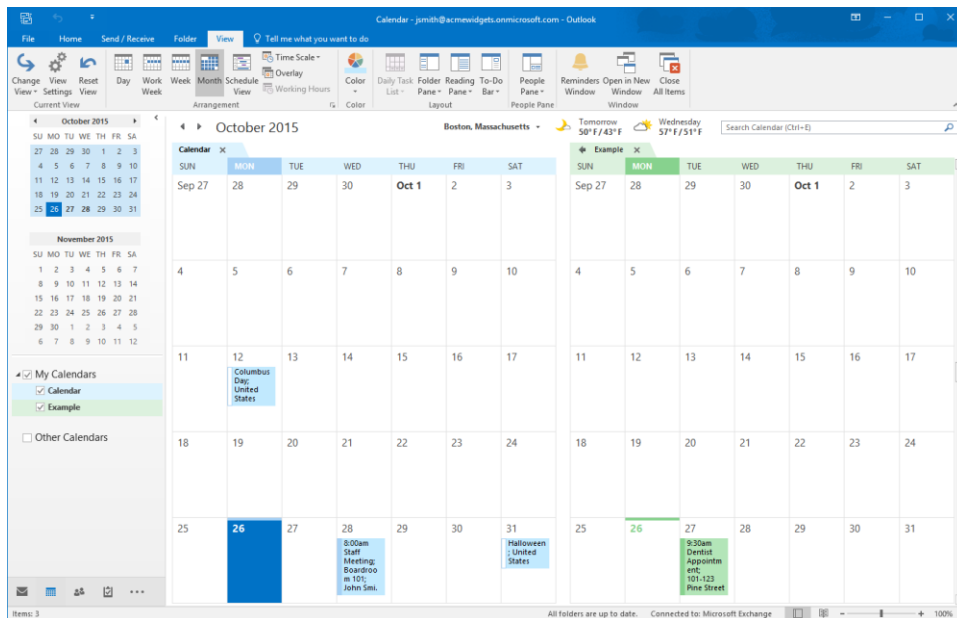 Calendar - jsmith@acmewidgets.onmicrosoft.com - Outlook
File Home Send / Receive Folder View Tell me what you want to do
Change View View Settings Reset View
Current View
Day Work Week Week Month Schedule View
Time Scale
Overlay
Working Hours
Arrangement
Color
Color
Daily Task List Folder Pane Reading Pane To-Do Bar
Layout
People Pane
People Pane
Reminders Window Open in New Window Close All Items
Window
October 2015
SU MO TU WE TH FR SA
27 28 29 30 1 2 3
4 5 6 7 8 9 10
11 12 13 14 15 16 17
18 19 20 21 22 23 24
25 26 27 28 29 30 31
November 2015
SU MO TU WE TH FR SA
1 2 3 4 5 6 7
8 9 10 11 12 13 14
15 16 17 18 19 20 21
22 23 24 25 26 27 28
29 30 1 2 3 4 5
6 7 8 9 10 11 12
My Calendars
Calendar
Example
Other Calendars
October 2015
Boston, Massachusetts
Tomorrow
50° F / 43° F
Wednesday
57° F / 51° F
Search Calendar (Ctrl+E)
Calendar
SUN MON TUE WED THU FRI SAT
Sep 27 28 29 30 Oct 1 2 3
4 5 6 7 8 9 10
11 12 13 14 15 16 17
Columbus
Day;
United
States
18 19 20 21 22 23 24
25 26 27 28 29 30 31
8:00am
Staff
Meeting;
Boardroo
m 101;
John Smi.
Halloween
; United
States
Example
SUN MON TUE WED THU FRI SAT
Sep 27 28 29 30 Oct 1 2 3
4 5 6 7 8 9 10
11 12 13 14 15 16 17
18 19 20 21 22 23 24
25 26 27 28 29 30 31
9:30am
Dentist
Appointm
ent;
101-123
Pine Street
Items: 3
All folders are up to date. Connected to: Microsoft Exchange
100%